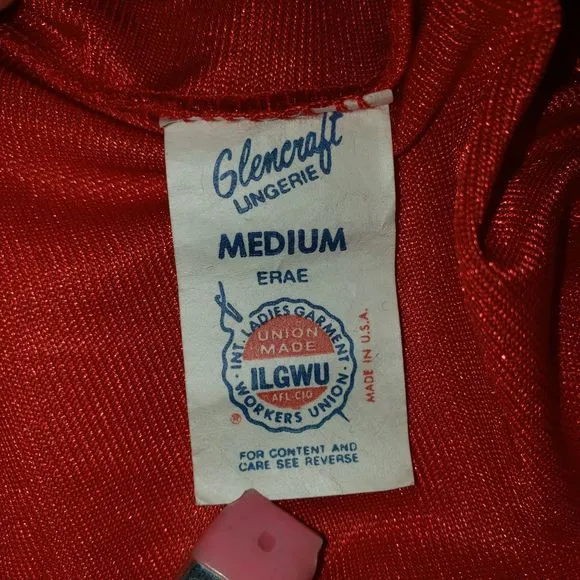 Glencraft
LINGERIE
MEDIUM
ERAE
INT. LADIES GARMENT
WORKERS UNION
UNION
MADE
ILGWU
AFL-CIO
®
MADE IN U.S.A.
FOR CONTENT AND
CARE SEE REVERSE